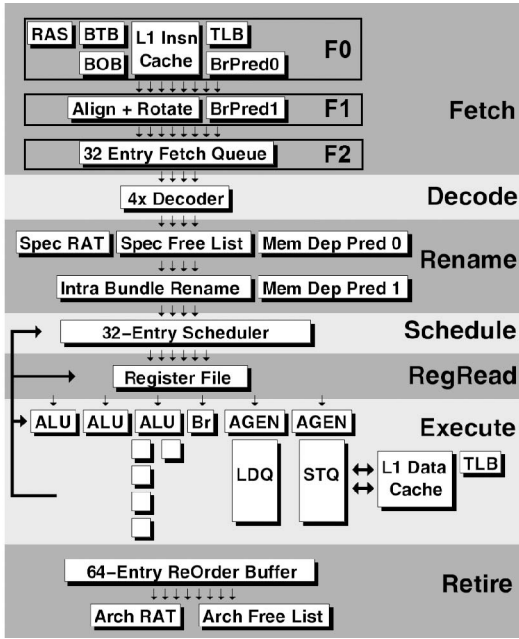 RAS BTB L1 Insn Cache TLB F0
BOB BrPred0
Align + Rotate BrPred1 F1
Fetch
32 Entry Fetch Queue F2
4x Decoder Decode
Spec RAT Spec Free List Mem Dep Pred 0
Rename
Intra Bundle Rename Mem Dep Pred 1
32-Entry Scheduler Schedule
Register File RegRead
ALU ALU ALU Br AGEN AGEN Execute
LDQ STQ L1 Data Cache TLB
64-Entry ReOrder Buffer
Retire
Arch RAT Arch Free List